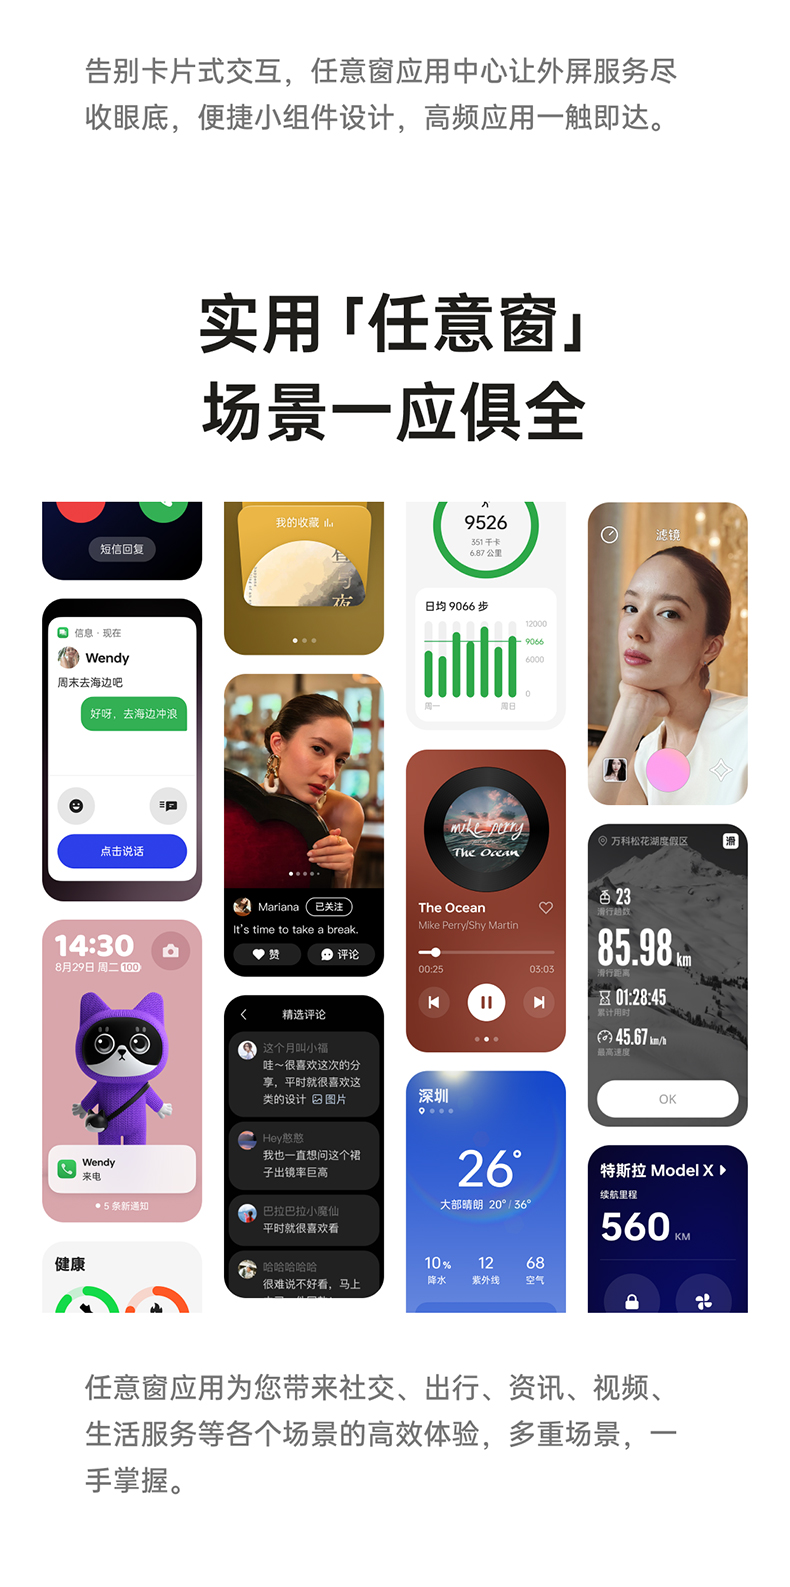 告别卡片式交互，任意窗应用中心让外屏服务尽
收眼底，便捷小组件设计，高频应用一触即达。
实用「任意窗」
场景一应俱全
短信回复
信息·现在
Wendy
周末去海边吧
好呀，去海边冲浪
点击说话
14:30
8月29日 周二 100
Wendy
来电
5 条新通知
健康
我的收藏
昼
与
夜
Mariana 已关注
It's time to take a break.
赞 评论
精选评论
这个月叫小福
哇～很喜欢这次的分
享，平时就很喜欢这
类的设计 图片
Hey憨憨
我也一直想问这个裙
子出镜率巨高
巴拉巴拉小魔仙
平时就很喜欢看
哈哈哈哈哈
很难说不好看，马上
9526
351 千卡
6.87 公里
日均 9066 步
12000
9066
6000
0
周一 周日
mike perry
The Ocean
The Ocean
Mike Perry/Shy Martin
00:25 03:03
深圳
26°
大部晴朗 20° / 36°
10% 12 68
降水 紫外线 空气
滤镜
万科松花湖度假区 滑
23
滑行趟数
85.98 km
滑行距离
01:28:45
累计用时
45.67 km/h
最高速度
OK
特斯拉 Model X
续航里程
560 KM
任意窗应用为您带来社交、出行、资讯、视频、
生活服务等各个场景的高效体验，多重场景，一
手掌握。